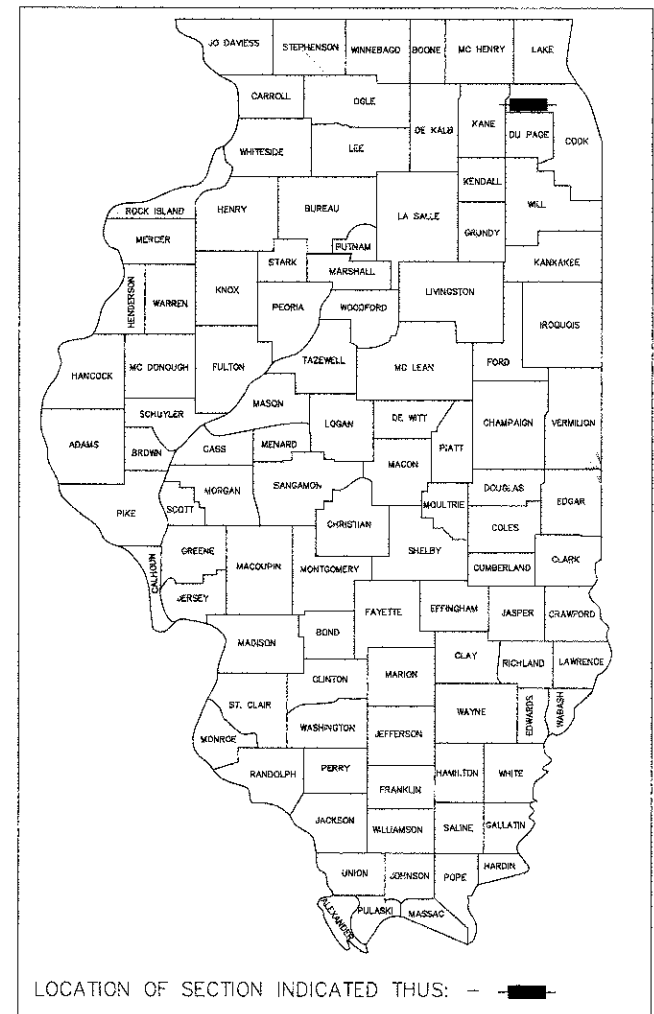 JO DAVIESS STEPHENSON WINNEBAGO BOONE MC HENRY LAKE
CARROLL OGLE DE KALB KANE DU PAGE COOK
WHITESIDE LEE
KENDALL WILL
ROCK ISLAND HENRY BUREAU LA SALLE GRUNDY
MERCER PUTNAM KANKAKEE
STARK MARSHALL
HENDERSON WARREN KNOX PEORIA WOODFORD LIVINGSTON IROQUOIS
HANCOCK MC DONOUGH FULTON TAZEWELL MC LEAN FORD
SCHUYLER MASON LOGAN DE WITT CHAMPAIGN VERMILION
ADAMS BROWN CASS MENARD MACON PIATT
PIKE SCOTT MORGAN SANGAMON CHRISTIAN MOULTRIE DOUGLAS EDGAR
COLES
CALHOUN GREENE MACOUPIN MONTGOMERY SHELBY CUMBERLAND CLARK
JERSEY FAYETTE EFFINGHAM JASPER CRAWFORD
MADISON BOND
CLINTON MARION CLAY RICHLAND LAWRENCE
ST. CLAIR WASHINGTON JEFFERSON WAYNE EDWARDS WABASH
MONROE
RANDOLPH PERRY FRANKLIN HAMILTON WHITE
JACKSON WILLIAMSON SALINE GALLATIN
UNION JOHNSON POPE HARDIN
ALEXANDER PULASKI MASSAC
LOCATION OF SECTION INDICATED THUS: -